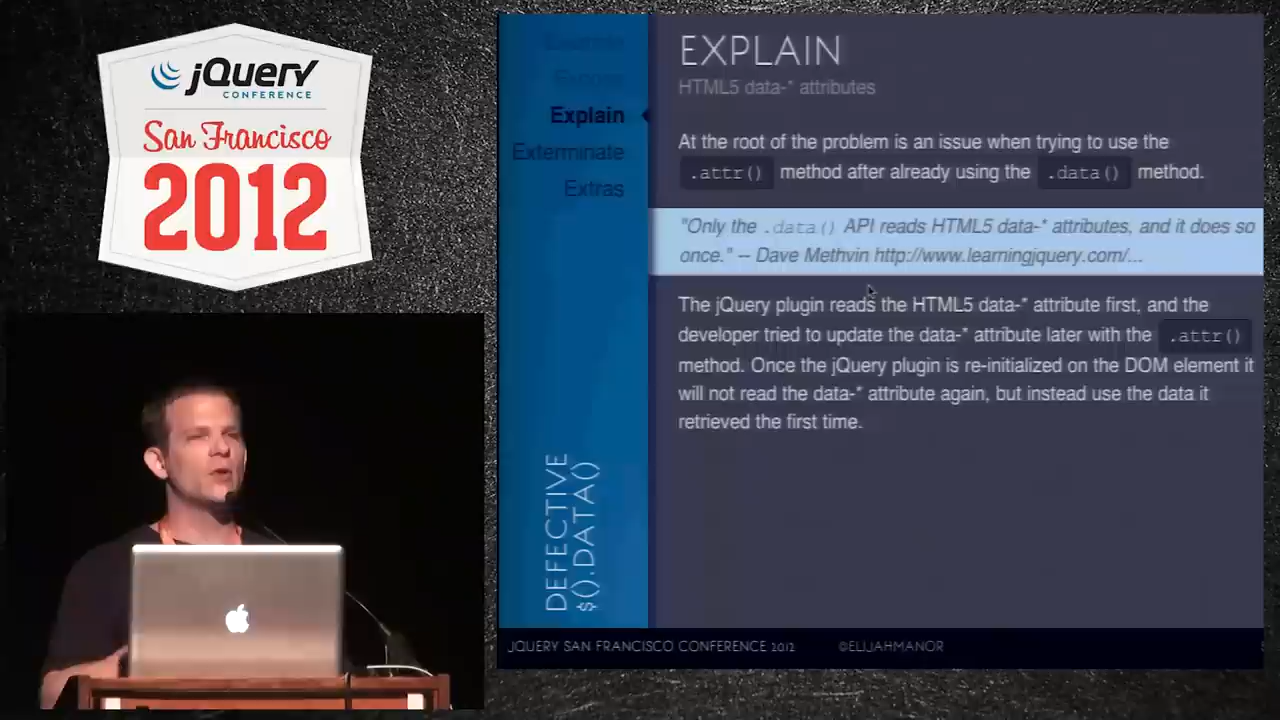 jQuery
CONFERENCE
San Francisco
2012
Explain
Exterminate
Extras
DEFECTIVE
$().DATA()
EXPLAIN
HTML5 data-* attributes
At the root of the problem is an issue when trying to use the
.attr() method after already using the .data() method.
"Only the .data() API reads HTML5 data-* attributes, and it does so
once." -- Dave Methvin http://www.learningjquery.com/...
The jQuery plugin reads the HTML5 data-* attribute first, and the
developer tried to update the data-* attribute later with the .attr()
method. Once the jQuery plugin is re-initialized on the DOM element it
will not read the data-* attribute again, but instead use the data it
retrieved the first time.
JQUERY SAN FRANCISCO CONFERENCE 2012 @ELIJAHMANOR